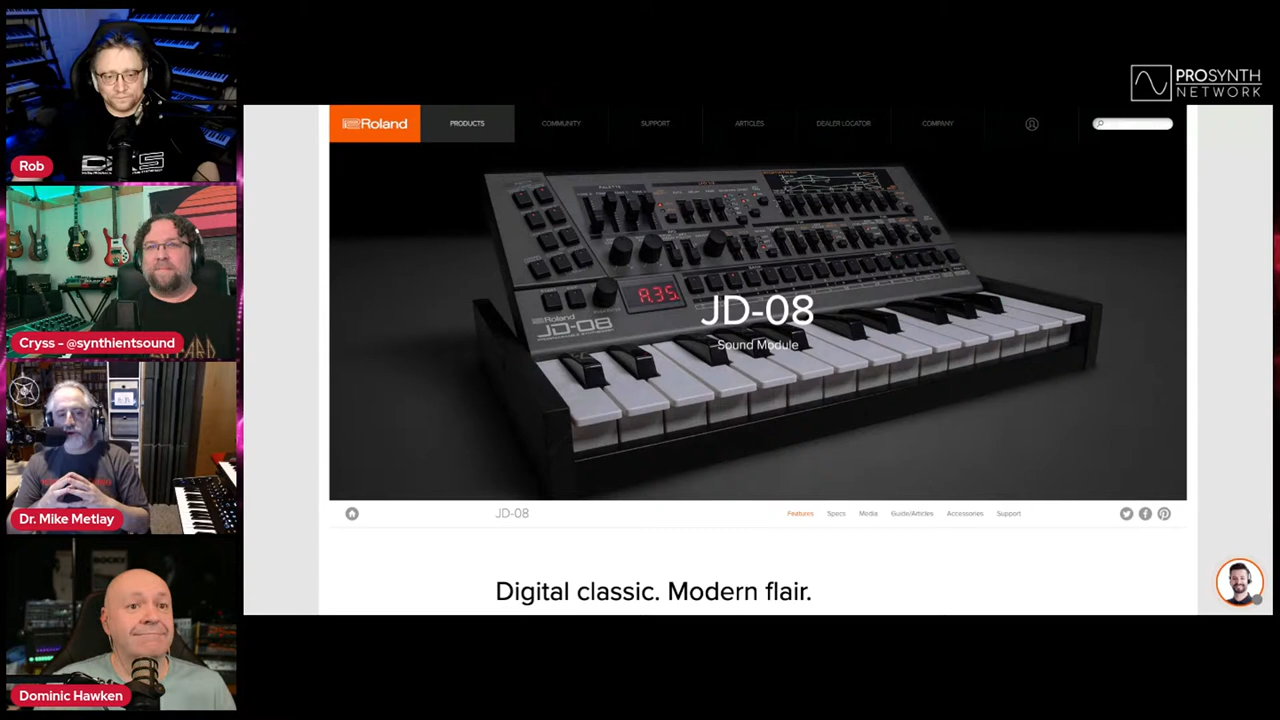 PROSYNTH
NETWORK
Roland
PRODUCTS
COMMUNITY
SUPPORT
ARTICLES
DEALER LOCATOR
COMPANY
Rob
A.35.
Roland
JD-08
JD-08
Sound Module
Cryss - @synthientsound
Dr. Mike Metlay
JD-08
Features
Specs
Media
Guide/Articles
Accessories
Support
Digital classic. Modern flair.
Dominic Hawken